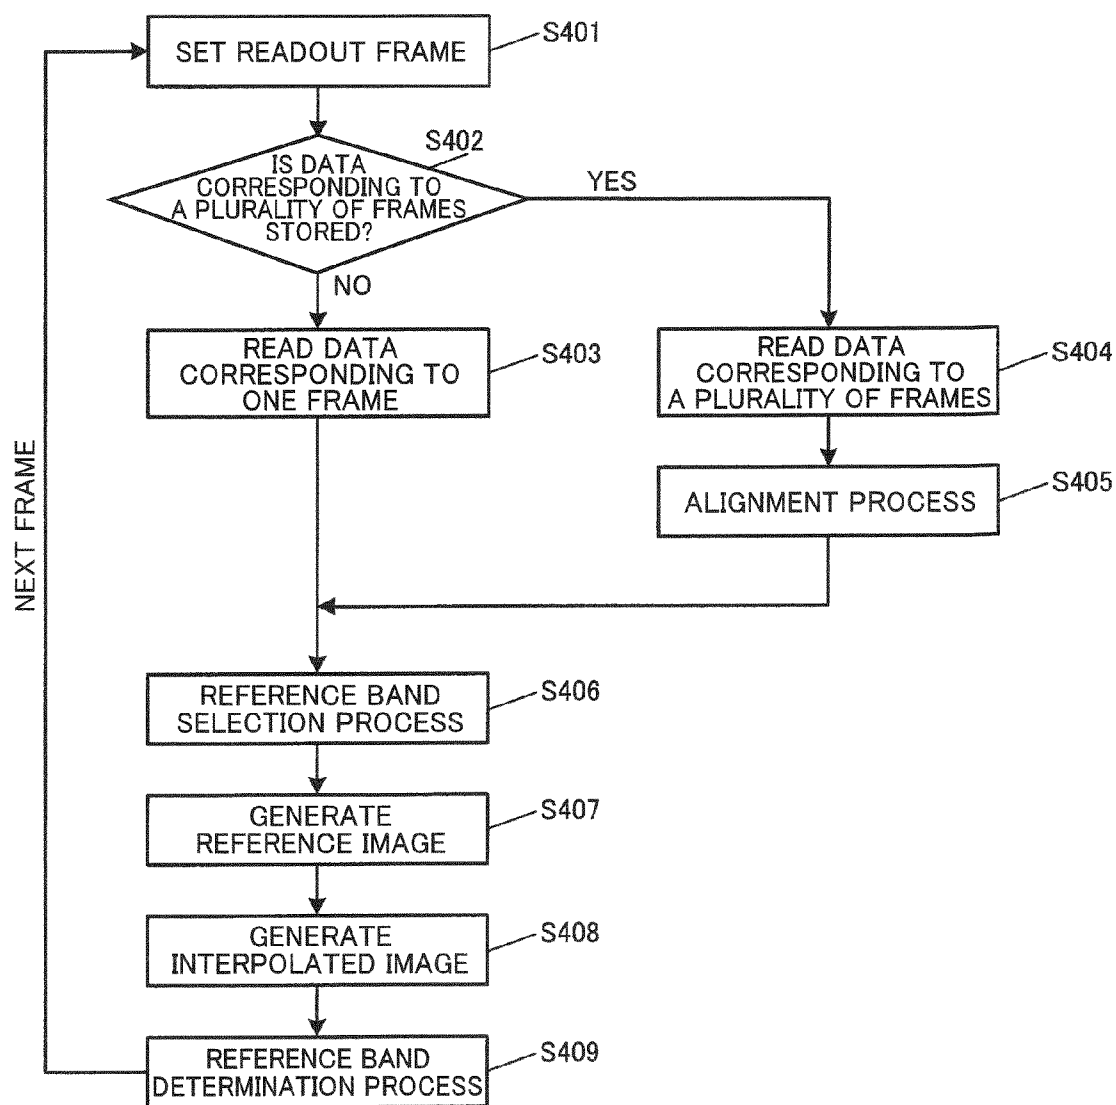 SET READOUT FRAME
S401
S402
IS DATA
CORRESPONDING TO
A PLURALITY OF FRAMES
STORED?
YES
NO
READ DATA
CORRESPONDING TO
ONE FRAME
S403
READ DATA
CORRESPONDING TO
A PLURALITY OF FRAMES
S404
ALIGNMENT PROCESS
S405
NEXT FRAME
REFERENCE BAND
SELECTION PROCESS
S406
GENERATE
REFERENCE IMAGE
S407
GENERATE
INTERPOLATED IMAGE
S408
REFERENCE BAND
DETERMINATION PROCESS
S409